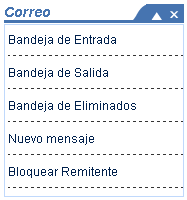 Correo
Bandeja de Entrada
Bandeja de Salida
Bandeja de Eliminados
Nuevo mensaje
Bloquear Remitente